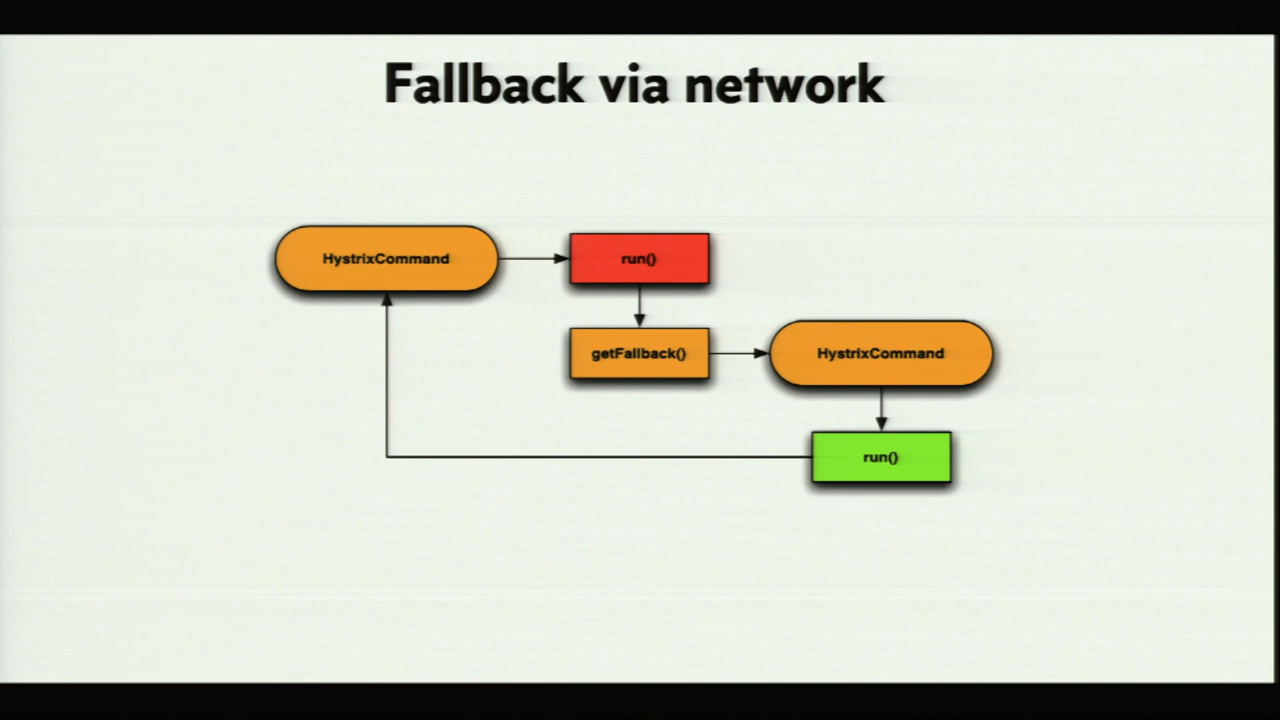 Fallback via network
HystrixCommand
run()
getFallback()
HystrixCommand
run()